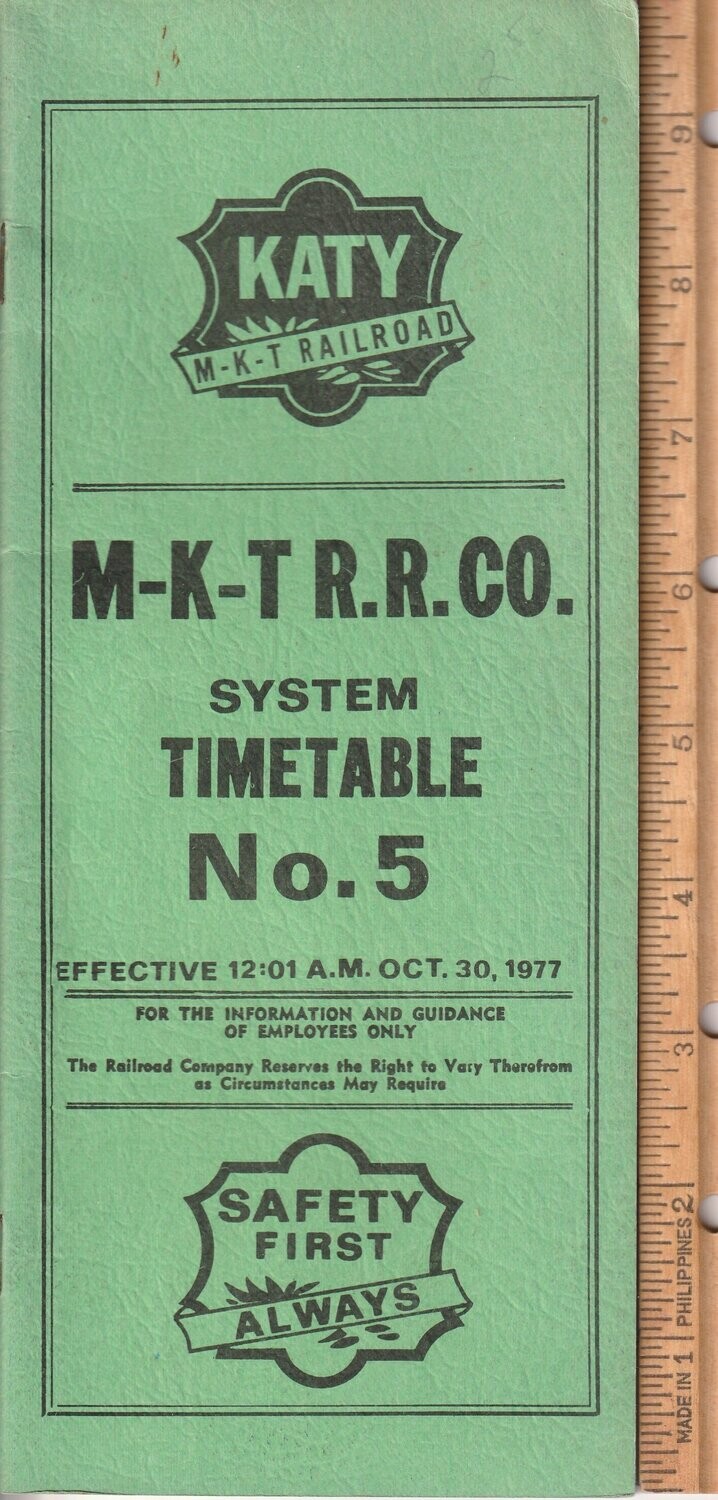 KATY
M-K-T RAILROAD
M-K-T R.R. CO.
SYSTEM
TIMETABLE
No. 5
EFFECTIVE 12:01 A.M. OCT. 30, 1977
FOR THE INFORMATION AND GUIDANCE
OF EMPLOYEES ONLY
The Railroad Company Reserves the Right to Vary Therefrom
as Circumstances May Require
SAFETY
FIRST
ALWAYS
9
8
7
6
5
4
3
2
1
MADE IN PHILIPPINES